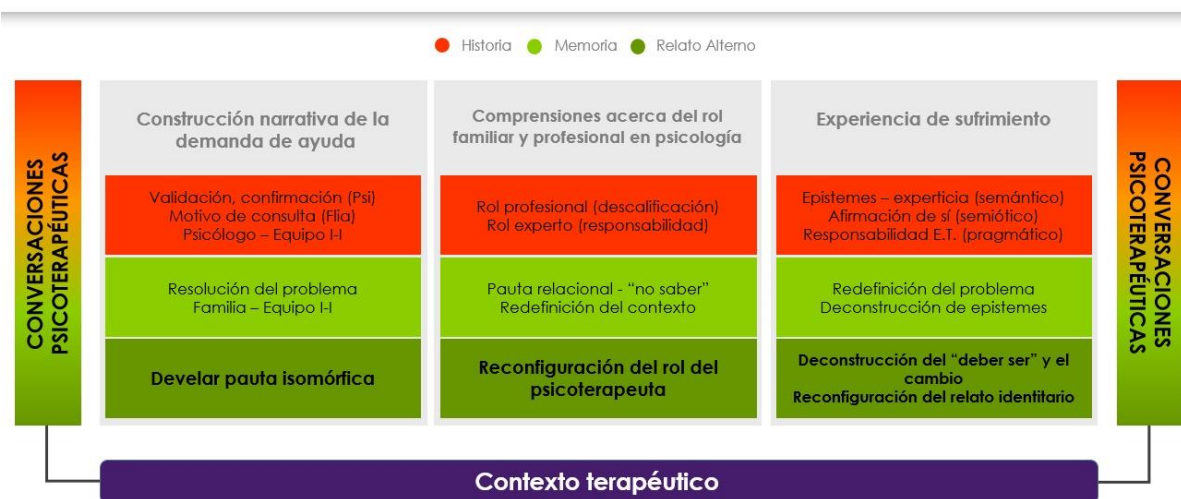 Historia
Memoria
Relato Alterno
CONVERSACIONES
PSICOTERAPÉUTICAS
Construcción narrativa de la
demanda de ayuda
Validación, confirmación (Psi)
Motivo de consulta (Flia)
Psicólogo – Equipo I-I
Resolución del problema
Familia – Equipo I-I
Develar pauta isomórfica
Comprensiones acerca del rol
familiar y profesional en psicología
Rol profesional (descalificación)
Rol experto (responsabilidad)
Pauta relacional - “no saber”
Redefinición del contexto
Reconfiguración del rol del
psicoterapeuta
Experiencia de sufrimiento
Epistemes – experticia (semántico)
Afirmación de sí (semiótico)
Responsabilidad E.T. (pragmático)
Redefinición del problema
Deconstrucción de epistemes
Deconstrucción del “deber ser” y el
cambio
Reconfiguración del relato identitario
CONVERSACIONES
PSICOTERAPÉUTICAS
Contexto terapéutico